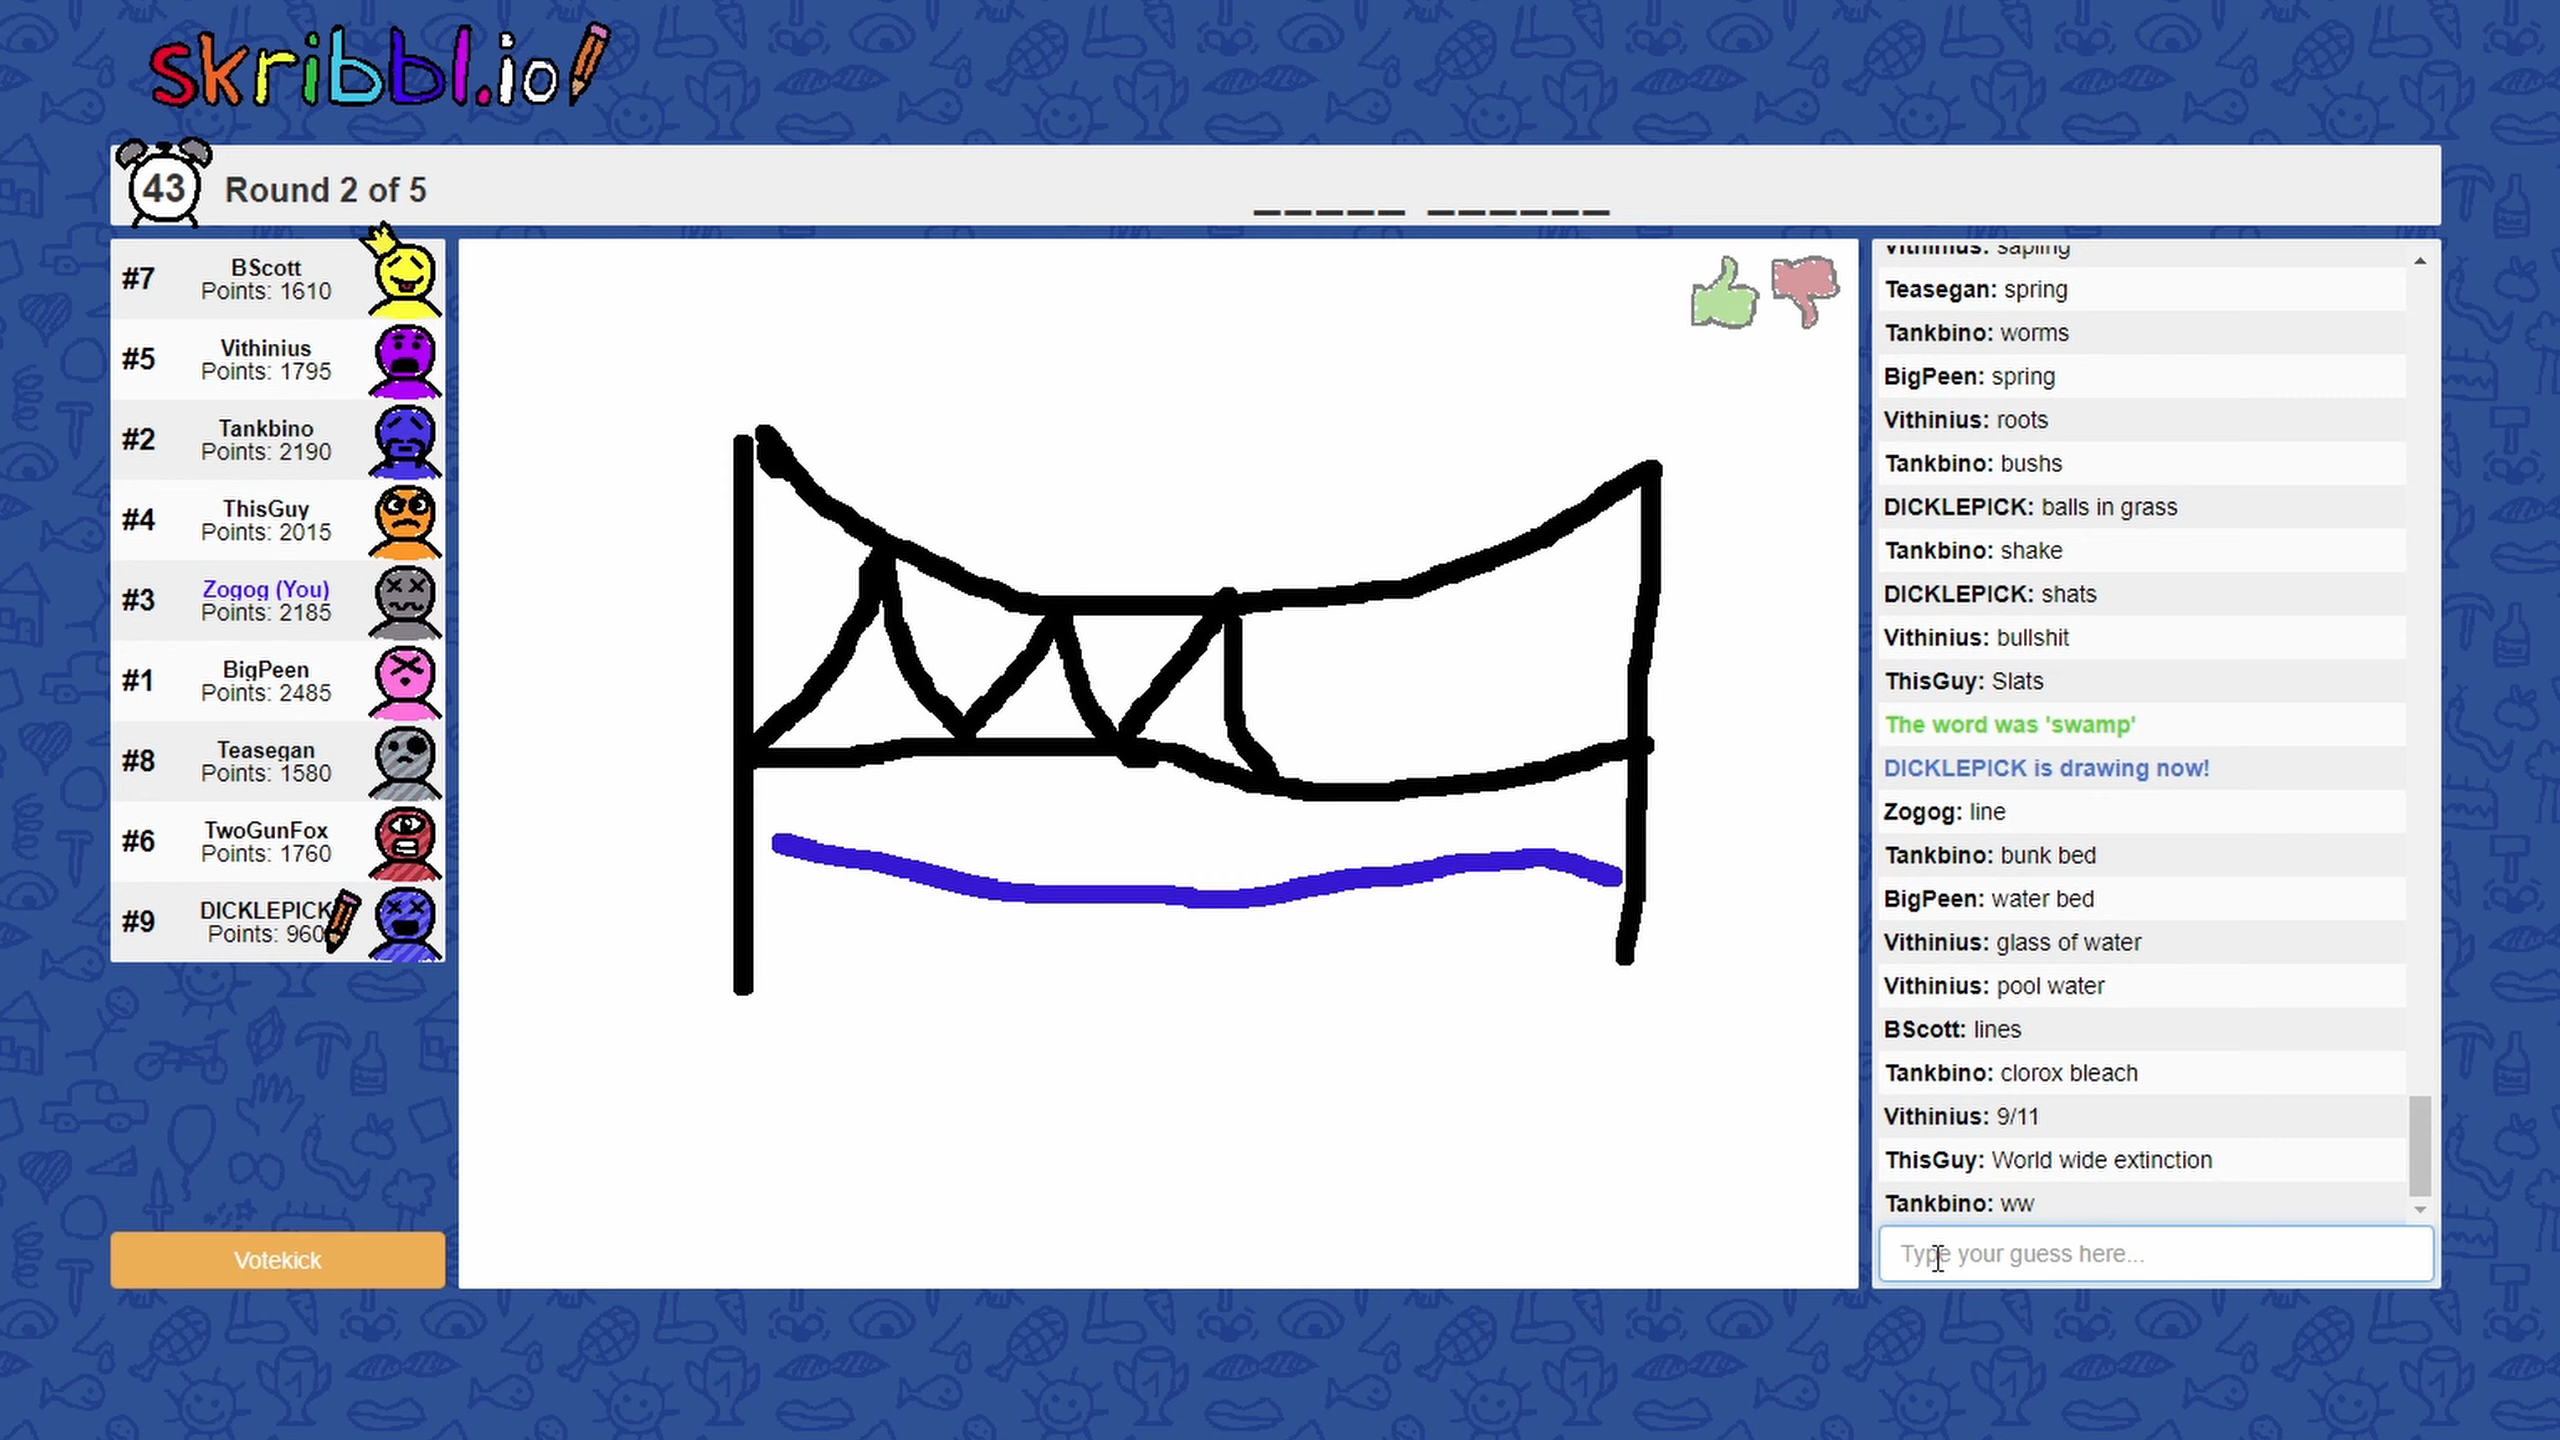 skribbl.io
43
Round 2 of 5
_____ ______
#7
BScott
Points: 1610
#5
Vithinius
Points: 1795
#2
Tankbino
Points: 2190
#4
ThisGuy
Points: 2015
#3
Zogog (You)
Points: 2185
#1
BigPeen
Points: 2485
#8
Teasegan
Points: 1580
#6
TwoGunFox
Points: 1760
#9
DICKLEPICK
Points: 960
Votekick
Vithinius: sapling
Teasegan: spring
Tankbino: worms
BigPeen: spring
Vithinius: roots
Tankbino: bushs
DICKLEPICK: balls in grass
Tankbino: shake
DICKLEPICK: shats
Vithinius: bullshit
ThisGuy: Slats
The word was 'swamp'
DICKLEPICK is drawing now!
Zogog: line
Tankbino: bunk bed
BigPeen: water bed
Vithinius: glass of water
Vithinius: pool water
BScott: lines
Tankbino: clorox bleach
Vithinius: 9/11
ThisGuy: World wide extinction
Tankbino: ww
Type your guess here...